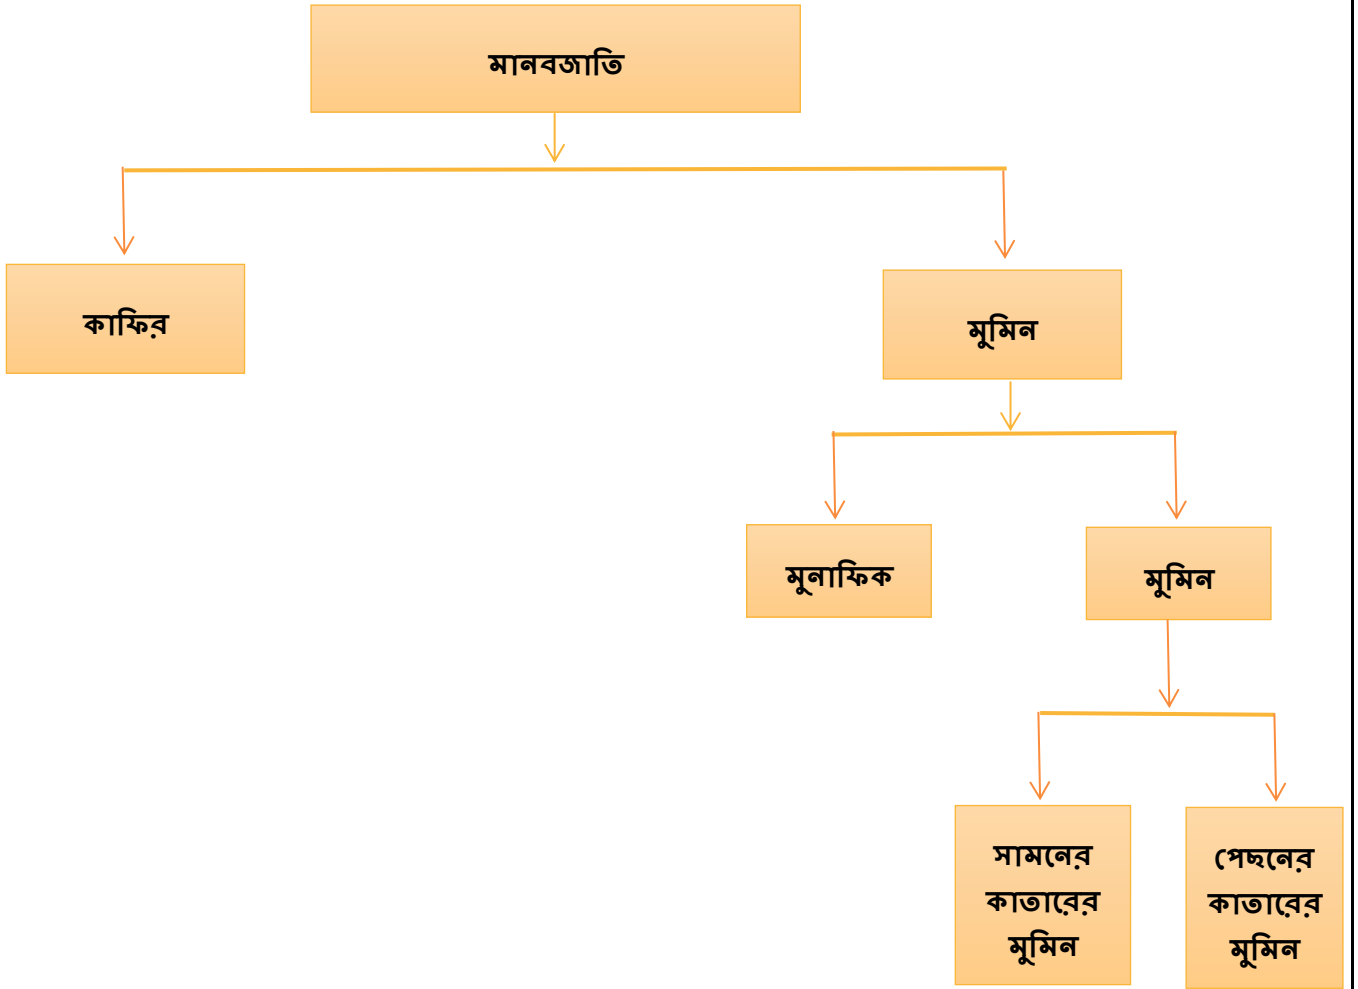 মানবজাতি
কাফির
মুমিন
মুনাফিক
মুমিন
সামনের
কাতারের
মুমিন
পেছনের
কাতারের
মুমিন